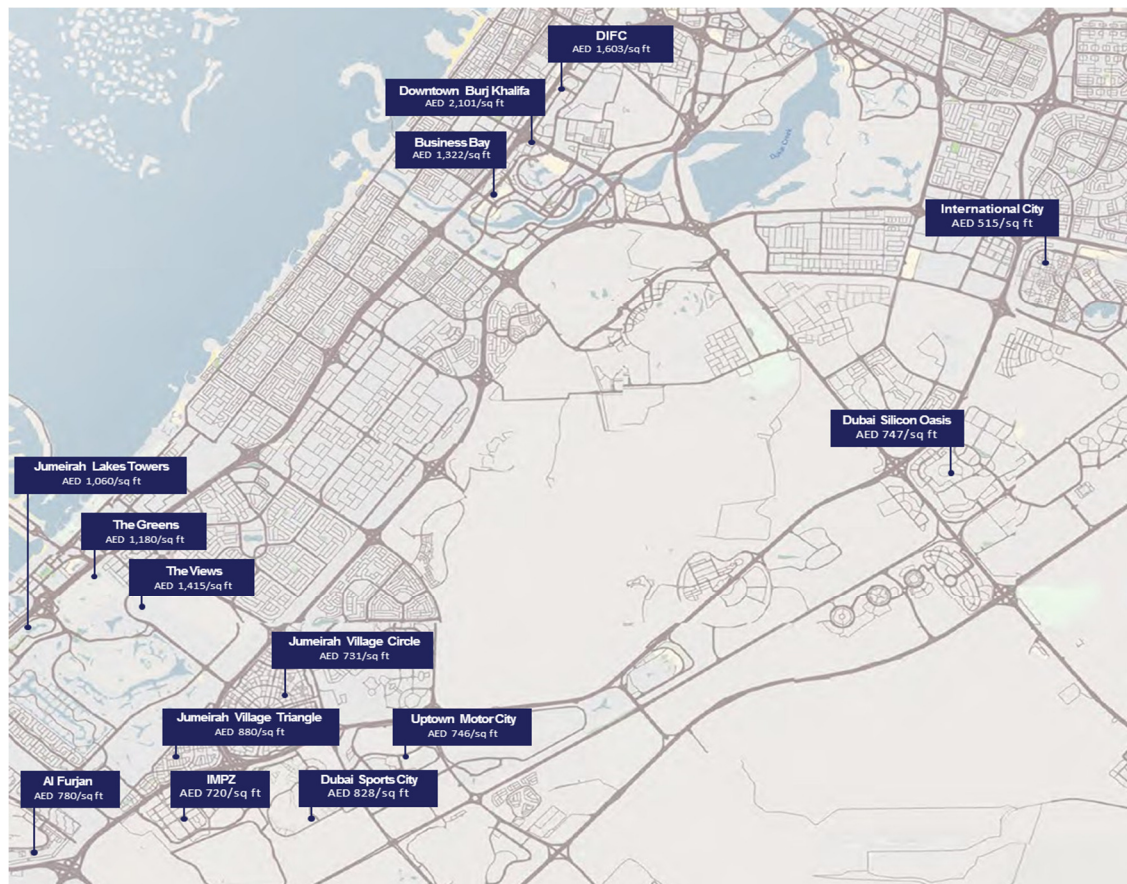 DIFC
AED 1,603/sq ft
Downtown Burj Khalifa
AED 2,101/sq ft
Business Bay
AED 1,322/sq ft
Dubai Creek
International City
AED 515/sq ft
Dubai Silicon Oasis
AED 747/sq ft
Jumeirah Lakes Towers
AED 1,060/sq ft
The Greens
AED 1,180/sq ft
The Views
AED 1,415/sq ft
Jumeirah Village Circle
AED 731/sq ft
Jumeirah Village Triangle
AED 880/sq ft
Uptown Motor City
AED 746/sq ft
Al Furjan
AED 780/sq ft
IMPZ
AED 720/sq ft
Dubai Sports City
AED 828/sq ft